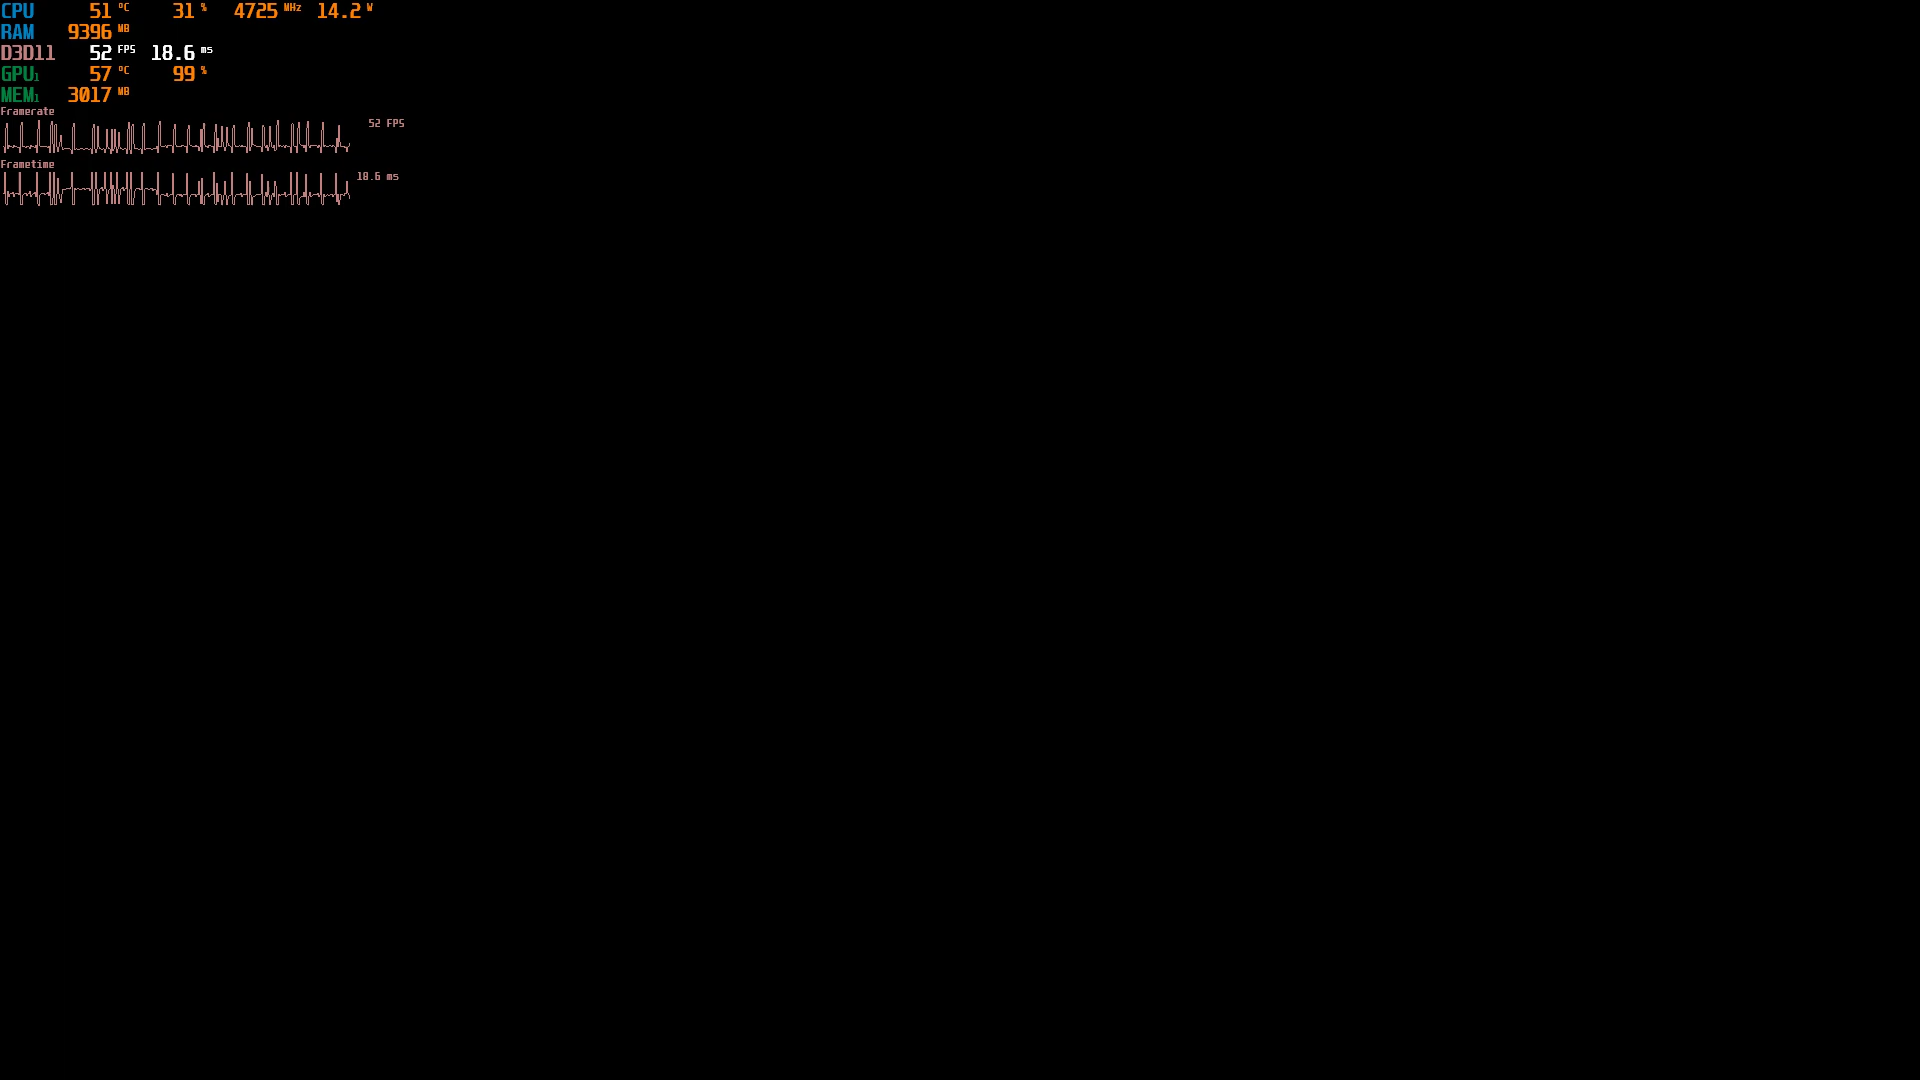 CPU 51 °C 31 % 4725 MHz 14.2 W
RAM 9396 MB
D3D11 52 FPS 18.6 ms
GPU1 57 °C 99 %
MEM1 3017 MB
Framerate
52 FPS
Frametime
18.6 ms